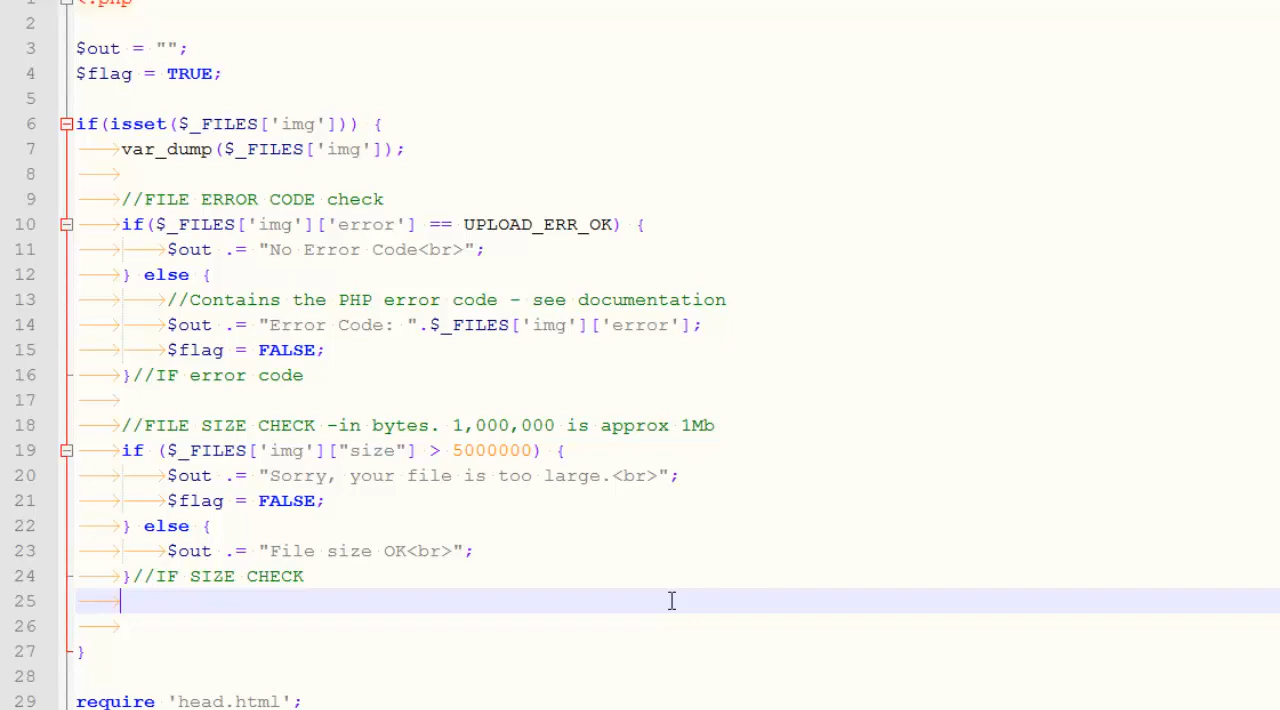 1 <?php
2
3 $out = "";
4 $flag = TRUE;
5
6 if(isset($_FILES['img'])) {
7 var_dump($_FILES['img']);
8
9 //FILE ERROR CODE check
10 if($_FILES['img']['error'] == UPLOAD_ERR_OK) {
11 $out .= "No Error Code<br>";
12 } else {
13 //Contains the PHP error code - see documentation
14 $out .= "Error Code: ".$_FILES['img']['error'];
15 $flag = FALSE;
16 }//IF error code
17
18 //FILE SIZE CHECK -in bytes. 1,000,000 is approx 1Mb
19 if ($_FILES['img']["size"] > 5000000) {
20 $out .= "Sorry, your file is too large.<br>";
21 $flag = FALSE;
22 } else {
23 $out .= "File size OK<br>";
24 }//IF SIZE CHECK
25
26
27 }
28
29 require 'head.html';